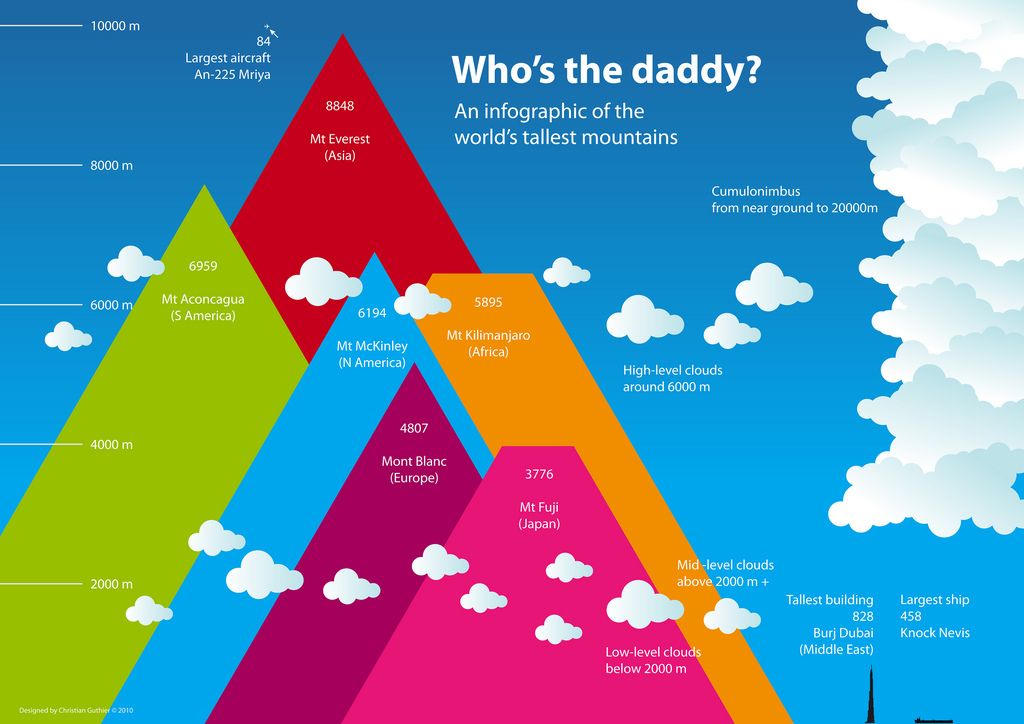 10000 m
84
Largest aircraft
An-225 Mriya
Who's the daddy?
An infographic of the
world's tallest mountains
8848
Mt Everest
(Asia)
8000 m
Cumulonimbus
from near ground to 20000m
6959
Mt Aconcagua
(S America)
6000 m
6194
Mt McKinley
(N America)
5895
Mt Kilimanjaro
(Africa)
High-level clouds
around 6000 m
4000 m
4807
Mont Blanc
(Europe)
3776
Mt Fuji
(Japan)
2000 m
Mid -level clouds
above 2000 m +
Tallest building
828
Burj Dubai
(Middle East)
Largest ship
458
Knock Nevis
Low-level clouds
below 2000 m
Designed by Christian Guthier © 2010